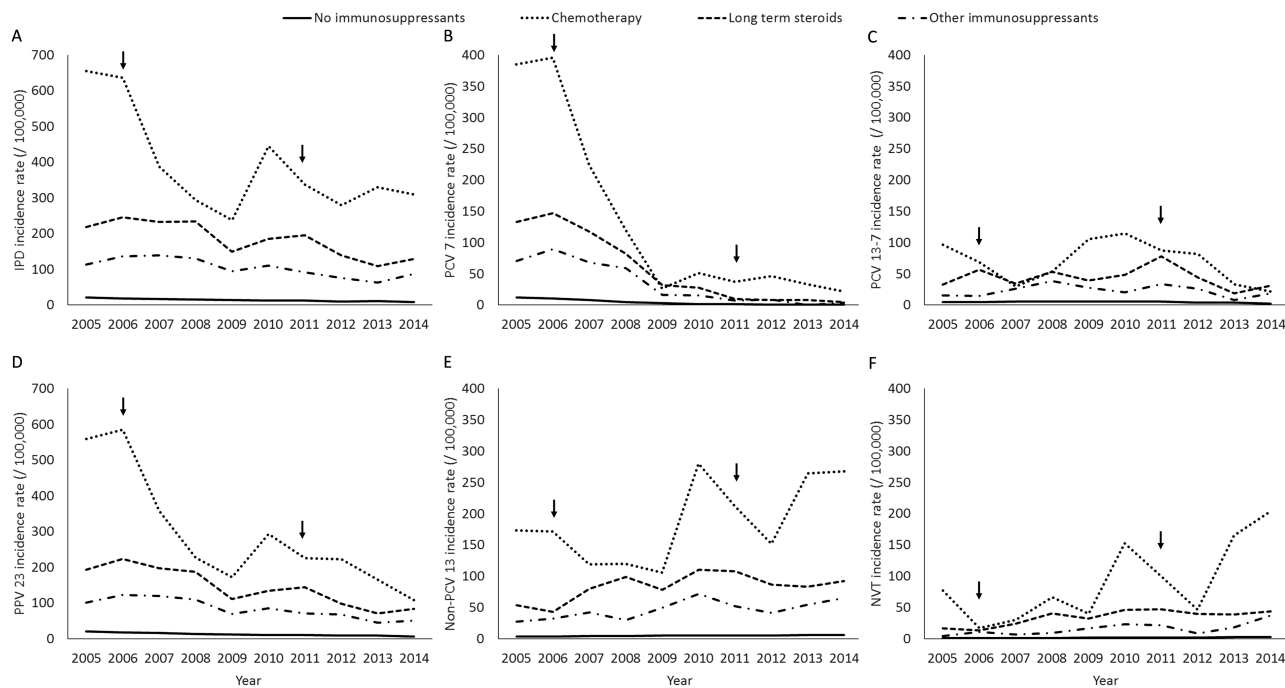 No immunosuppressants Chemotherapy Long term steroids Other immunosuppressants
A
IPD incidence rate (/ 100,000)
700
600
500
400
300
200
100
0
2005 2006 2007 2008 2009 2010 2011 2012 2013 2014
B
PCV 7 incidence rate (/ 100,000)
400
350
300
250
200
150
100
50
0
2005 2006 2007 2008 2009 2010 2011 2012 2013 2014
C
PCV 13-7 incidence rate (/ 100,000)
400
350
300
250
200
150
100
50
0
2005 2006 2007 2008 2009 2010 2011 2012 2013 2014
D
PPV 23 incidence rate (/ 100,000)
700
600
500
400
300
200
100
0
2005 2006 2007 2008 2009 2010 2011 2012 2013 2014
Year
E
Non-PCV 13 incidence rate (/ 100,000)
400
350
300
250
200
150
100
50
0
2005 2006 2007 2008 2009 2010 2011 2012 2013 2014
Year
F
NVT incidence rate (/ 100,000)
400
350
300
250
200
150
100
50
0
2005 2006 2007 2008 2009 2010 2011 2012 2013 2014
Year